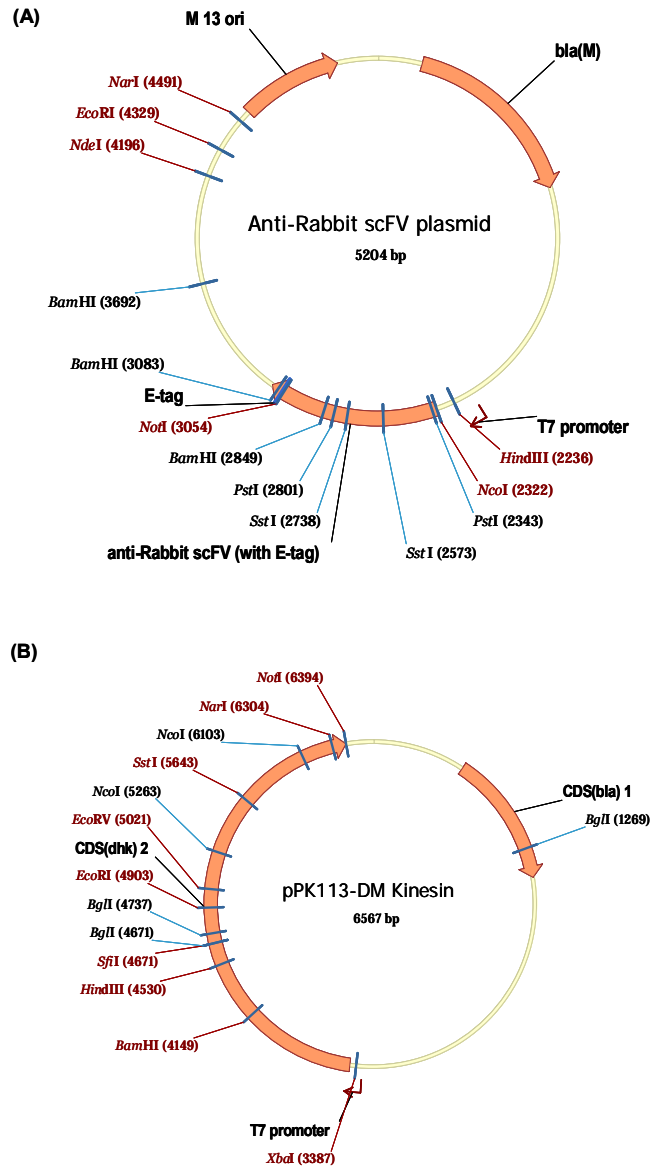 (A)
M 13 ori
bla(M)
NarI (4491)
EcoRI (4329)
NdeI (4196)
Anti-Rabbit scFV plasmid
5204 bp
BamHI (3692)
BamHI (3083)
E-tag
NotI (3054)
T7 promoter
BamHI (2849)
HindIII (2236)
PstI (2801)
NcoI (2322)
SstI (2738)
PstI (2343)
anti-Rabbit scFV (with E-tag)
SstI (2573)
(B)
NotI (6394)
NarI (6304)
NcoI (6103)
SstI (5643)
NcoI (5263)
CDS(bla) 1
EcoRV (5021)
BglI (1269)
CDS(dhk) 2
EcoRI (4903)
pPK113-DM Kinesin
BglI (4737)
6567 bp
BglI (4671)
SfiI (4671)
HindIII (4530)
BamHI (4149)
T7 promoter
XbaI (3387)